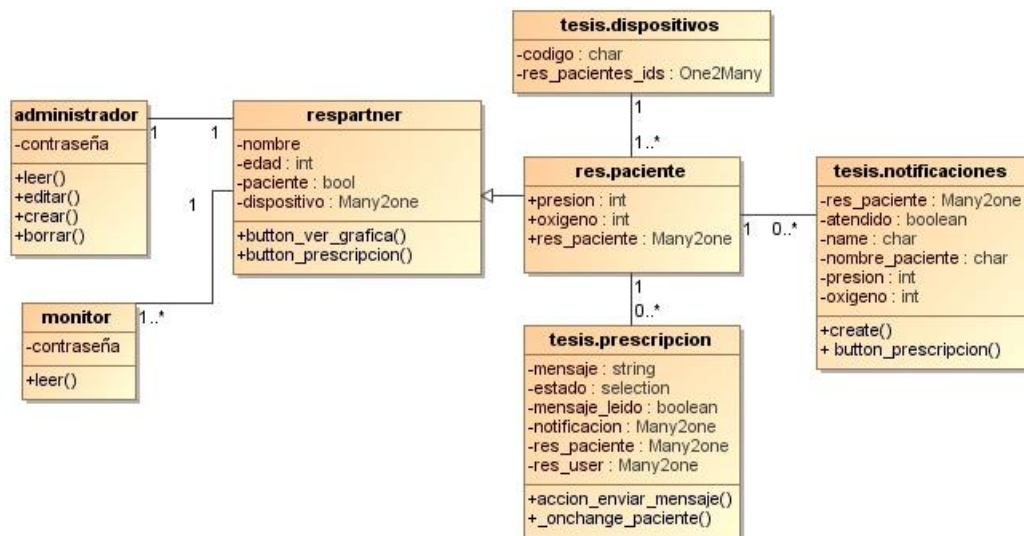 tesis.dispositivos
-codigo : char
-res_pacientes_ids : One2Many
1
1..*
administrador
-contraseña
+leer()
+editar()
+crear()
+borrar()
1
1
respartner
-nombre
-edad : int
-paciente : bool
-dispositivo : Many2one
+button_ver_grafica()
+button_prescripcion()
res.paciente
+presion : int
+oxigeno : int
+res_paciente : Many2one
1
0..*
tesis.notificaciones
-res_paciente : Many2one
-atendido : boolean
-name : char
-nombre_paciente : char
-presion : int
-oxigeno : int
+create()
+ button_prescripcion()
1
1..*
monitor
-contraseña
+leer()
1
0..*
tesis.prescripcion
-mensaje : string
-estado : selection
-mensaje_leido : boolean
-notificacion : Many2one
-res_paciente : Many2one
-res_user : Many2one
+accion_enviar_mensaje()
+_onchange_paciente()